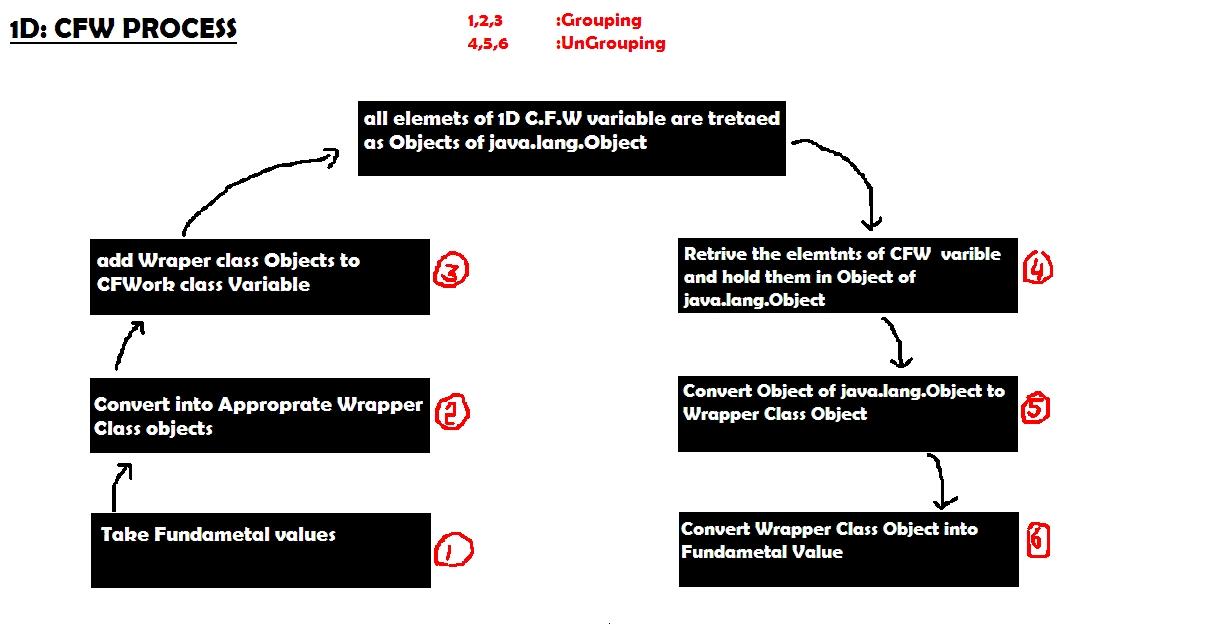 1D: CFW PROCESS
1,2,3 :Grouping
4,5,6 :UnGrouping
all elemets of 1D C.F.W variable are tretaed
as Objects of java.lang.Object
add Wraper class Objects to
CFWork class Variable
3
Retrive the elemtnts of CFW varible
and hold them in Object of
java.lang.Object
4
Convert into Approprate Wrapper
Class objects
2
Convert Object of java.lang.Object to
Wrapper Class Object
5
Take Fundametal values
1
Convert Wrapper Class Object into
Fundametal Value
6